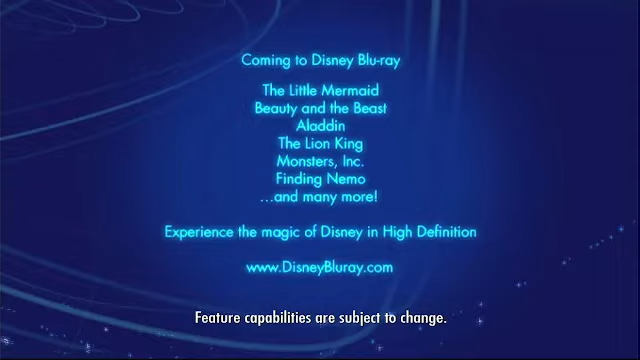 Coming to Disney Blu-ray
The Little Mermaid
Beauty and the Beast
Aladdin
The Lion King
Monsters, Inc.
Finding Nemo
...and many more!
Experience the magic of Disney in High Definition
www.DisneyBluray.com
Feature capabilities are subject to change.